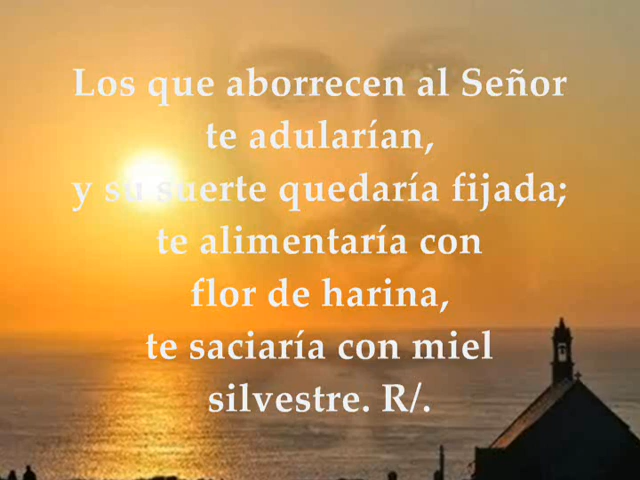 Los que aborrecen al Señor
te adularían,
y su suerte quedaría fijada;
te alimentaría con
flor de harina,
te saciaría con miel
silvestre. R/.